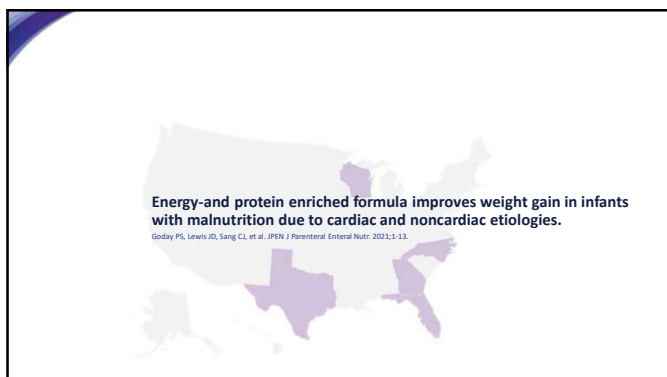 Energy-and protein enriched formula improves weight gain in infants
with malnutrition due to cardiac and noncardiac etiologies.
Goday PS, Lewis JD, Sang CJ, et al. JPEN J Parenteral Enteral Nutr. 2021;1-13.